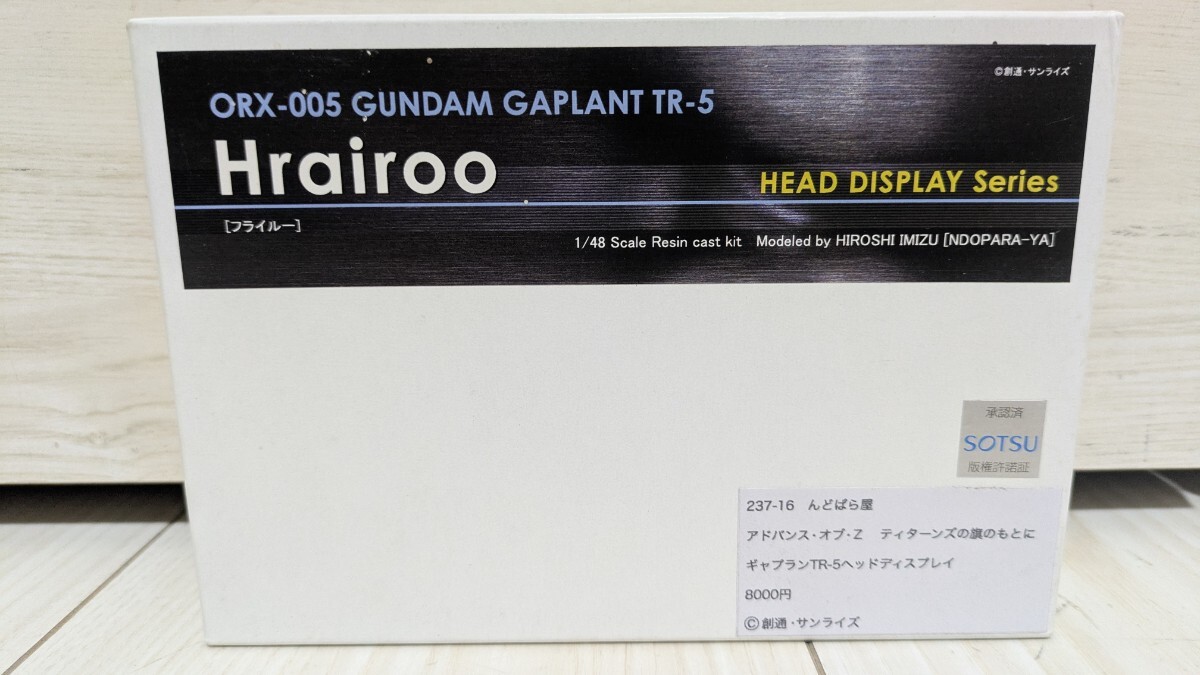 ©創通・サンライズ
ORX-005 GUNDAM GAPLANT TR-5
Hrairoo
HEAD DISPLAY Series
[フライルー]
1/48 Scale Resin cast kit Modeled by HIROSHI IMIZU [NDOPARA-YA]
承認済
SOTSU
版権許諾証
237-16 んどぱら屋
アドバンス・オブ・Z ティターンズの旗のもとに
ギャプランTR-5ヘッドディスプレイ
8000円
©創通・サンライズ